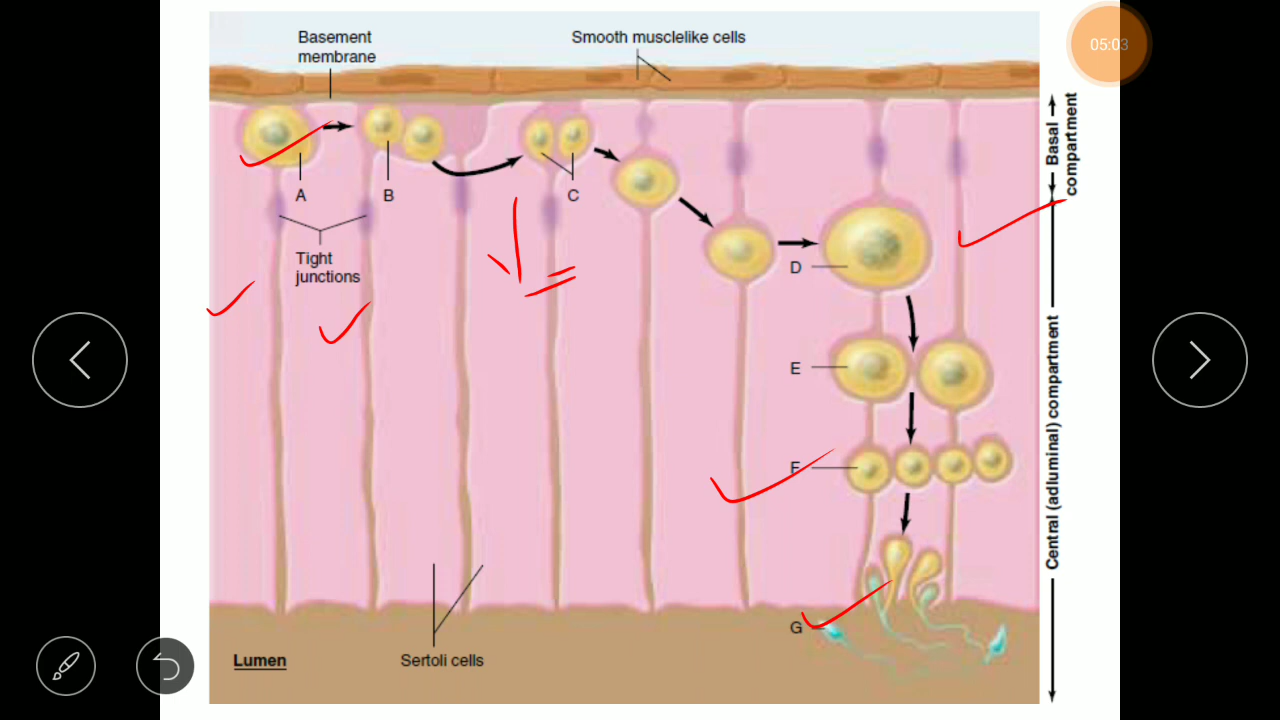 05:03
Basement
membrane
Smooth musclelike cells
Basal
compartment
A
B
C
Tight
junctions
D
E
F
G
Central (adluminal) compartment
Lumen
Sertoli cells